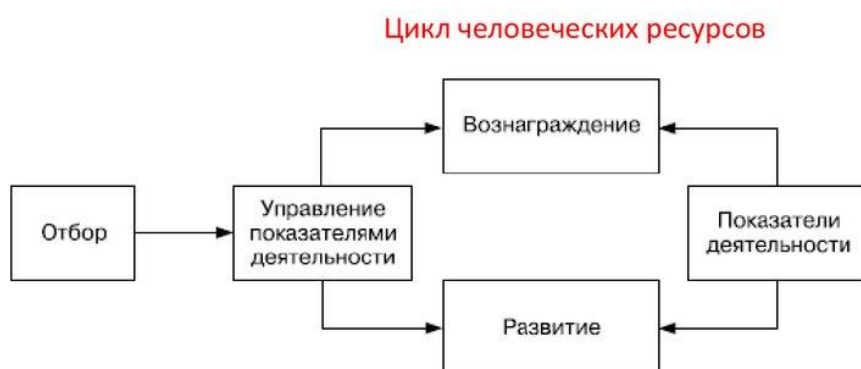 Цикл человеческих ресурсов
Вознаграждение
Отбор
Управление
показателями
деятельности
Показатели
деятельности
Развитие